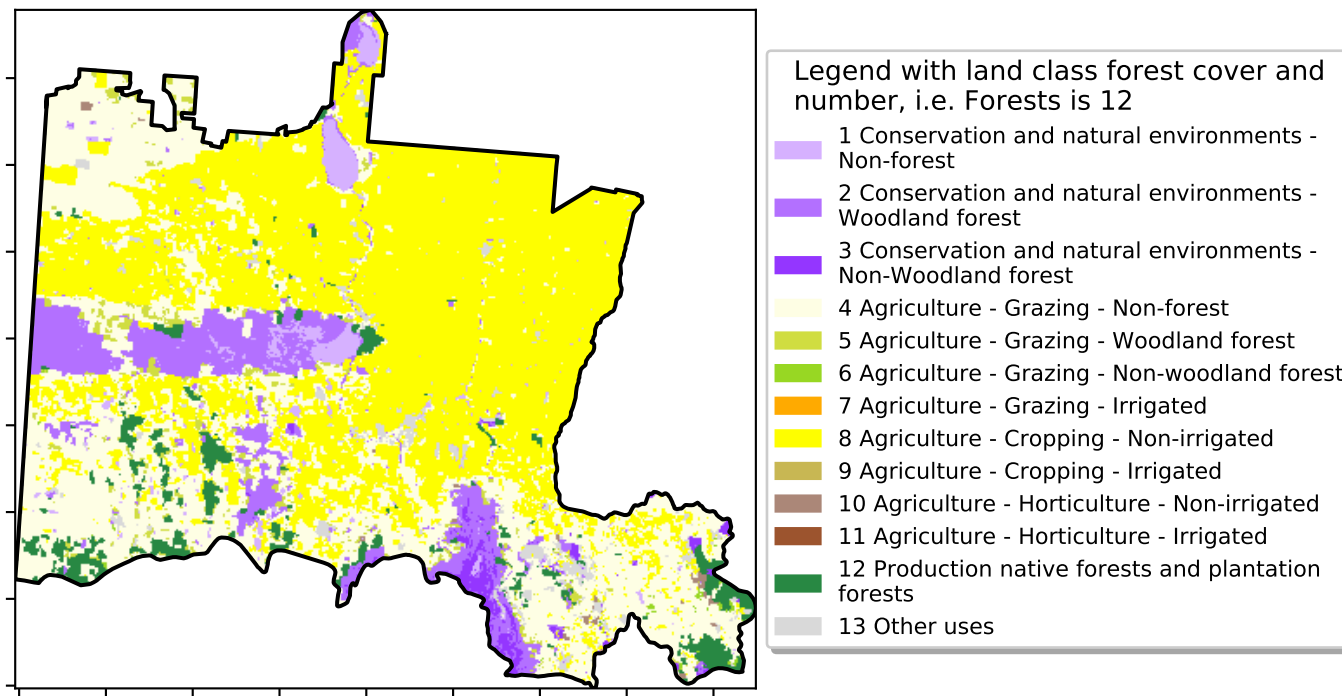 Legend with land class forest cover and
number, i.e. Forests is 12
1 Conservation and natural environments -
Non-forest
2 Conservation and natural environments -
Woodland forest
3 Conservation and natural environments -
Non-Woodland forest
4 Agriculture - Grazing - Non-forest
5 Agriculture - Grazing - Woodland forest
6 Agriculture - Grazing - Non-woodland forest
7 Agriculture - Grazing - Irrigated
8 Agriculture - Cropping - Non-irrigated
9 Agriculture - Cropping - Irrigated
10 Agriculture - Horticulture - Non-irrigated
11 Agriculture - Horticulture - Irrigated
12 Production native forests and plantation
forests
13 Other uses